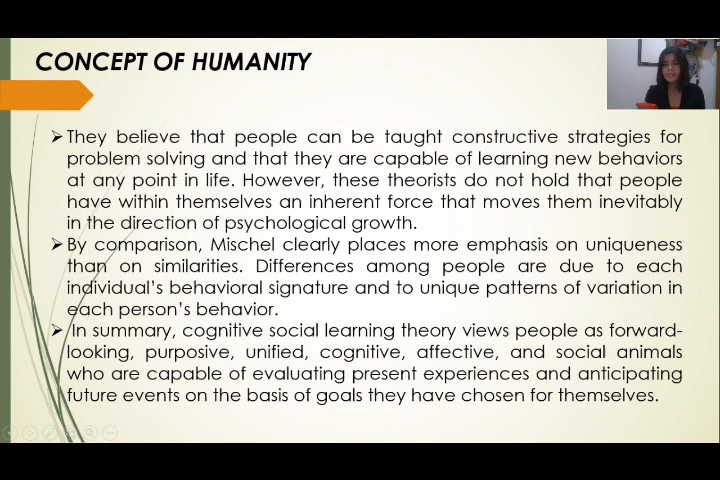 CONCEPT OF HUMANITY
They believe that people can be taught constructive strategies for
problem solving and that they are capable of learning new behaviors
at any point in life. However, these theorists do not hold that people
have within themselves an inherent force that moves them inevitably
in the direction of psychological growth.
By comparison, Mischel clearly places more emphasis on uniqueness
than on similarities. Differences among people are due to each
individual's behavioral signature and to unique patterns of variation in
each person's behavior.
In summary, cognitive social learning theory views people as forward-
looking, purposive, unified, cognitive, affective, and social animals
who are capable of evaluating present experiences and anticipating
future events on the basis of goals they have chosen for themselves.